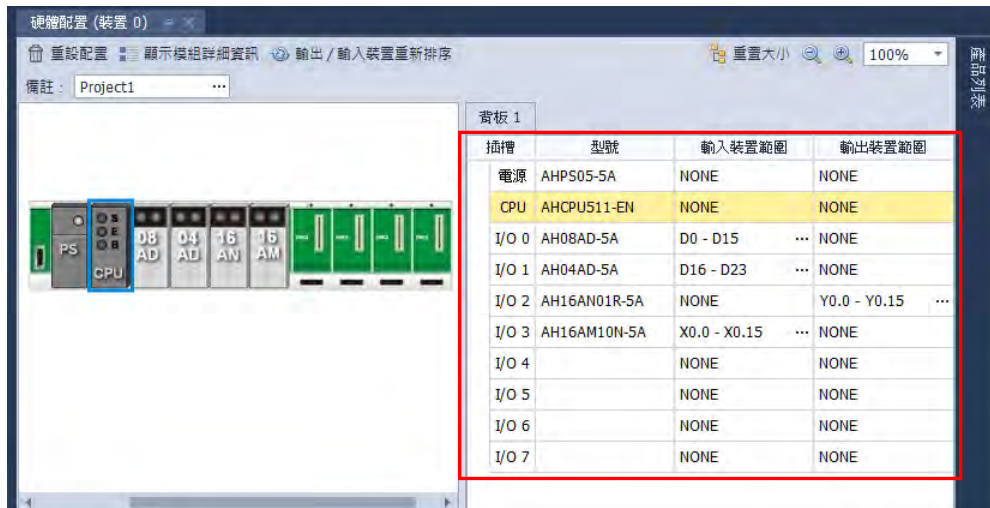 硬體配置 (裝置 0)
重設配置 顯示模組詳細資訊 輸出/輸入裝置重新排序 重置大小 100%
產品列表
備註: Project1 ...
背板 1
插槽 型號 輸入裝置範圍 輸出裝置範圍
電源 AHPS05-5A NONE NONE
CPU AHCPU511-EN NONE NONE
I/O 0 AH08AD-5A D0 - D15 ... NONE
I/O 1 AH04AD-5A D16 - D23 ... NONE
I/O 2 AH16AN01R-5A NONE Y0.0 - Y0.15 ...
I/O 3 AH16AM10N-5A X0.0 - X0.15 ... NONE
I/O 4 NONE NONE
I/O 5 NONE NONE
I/O 6 NONE NONE
I/O 7 NONE NONE
PS
S
E
B
CPU
08 AD
04 AD
16 AN
16 AM